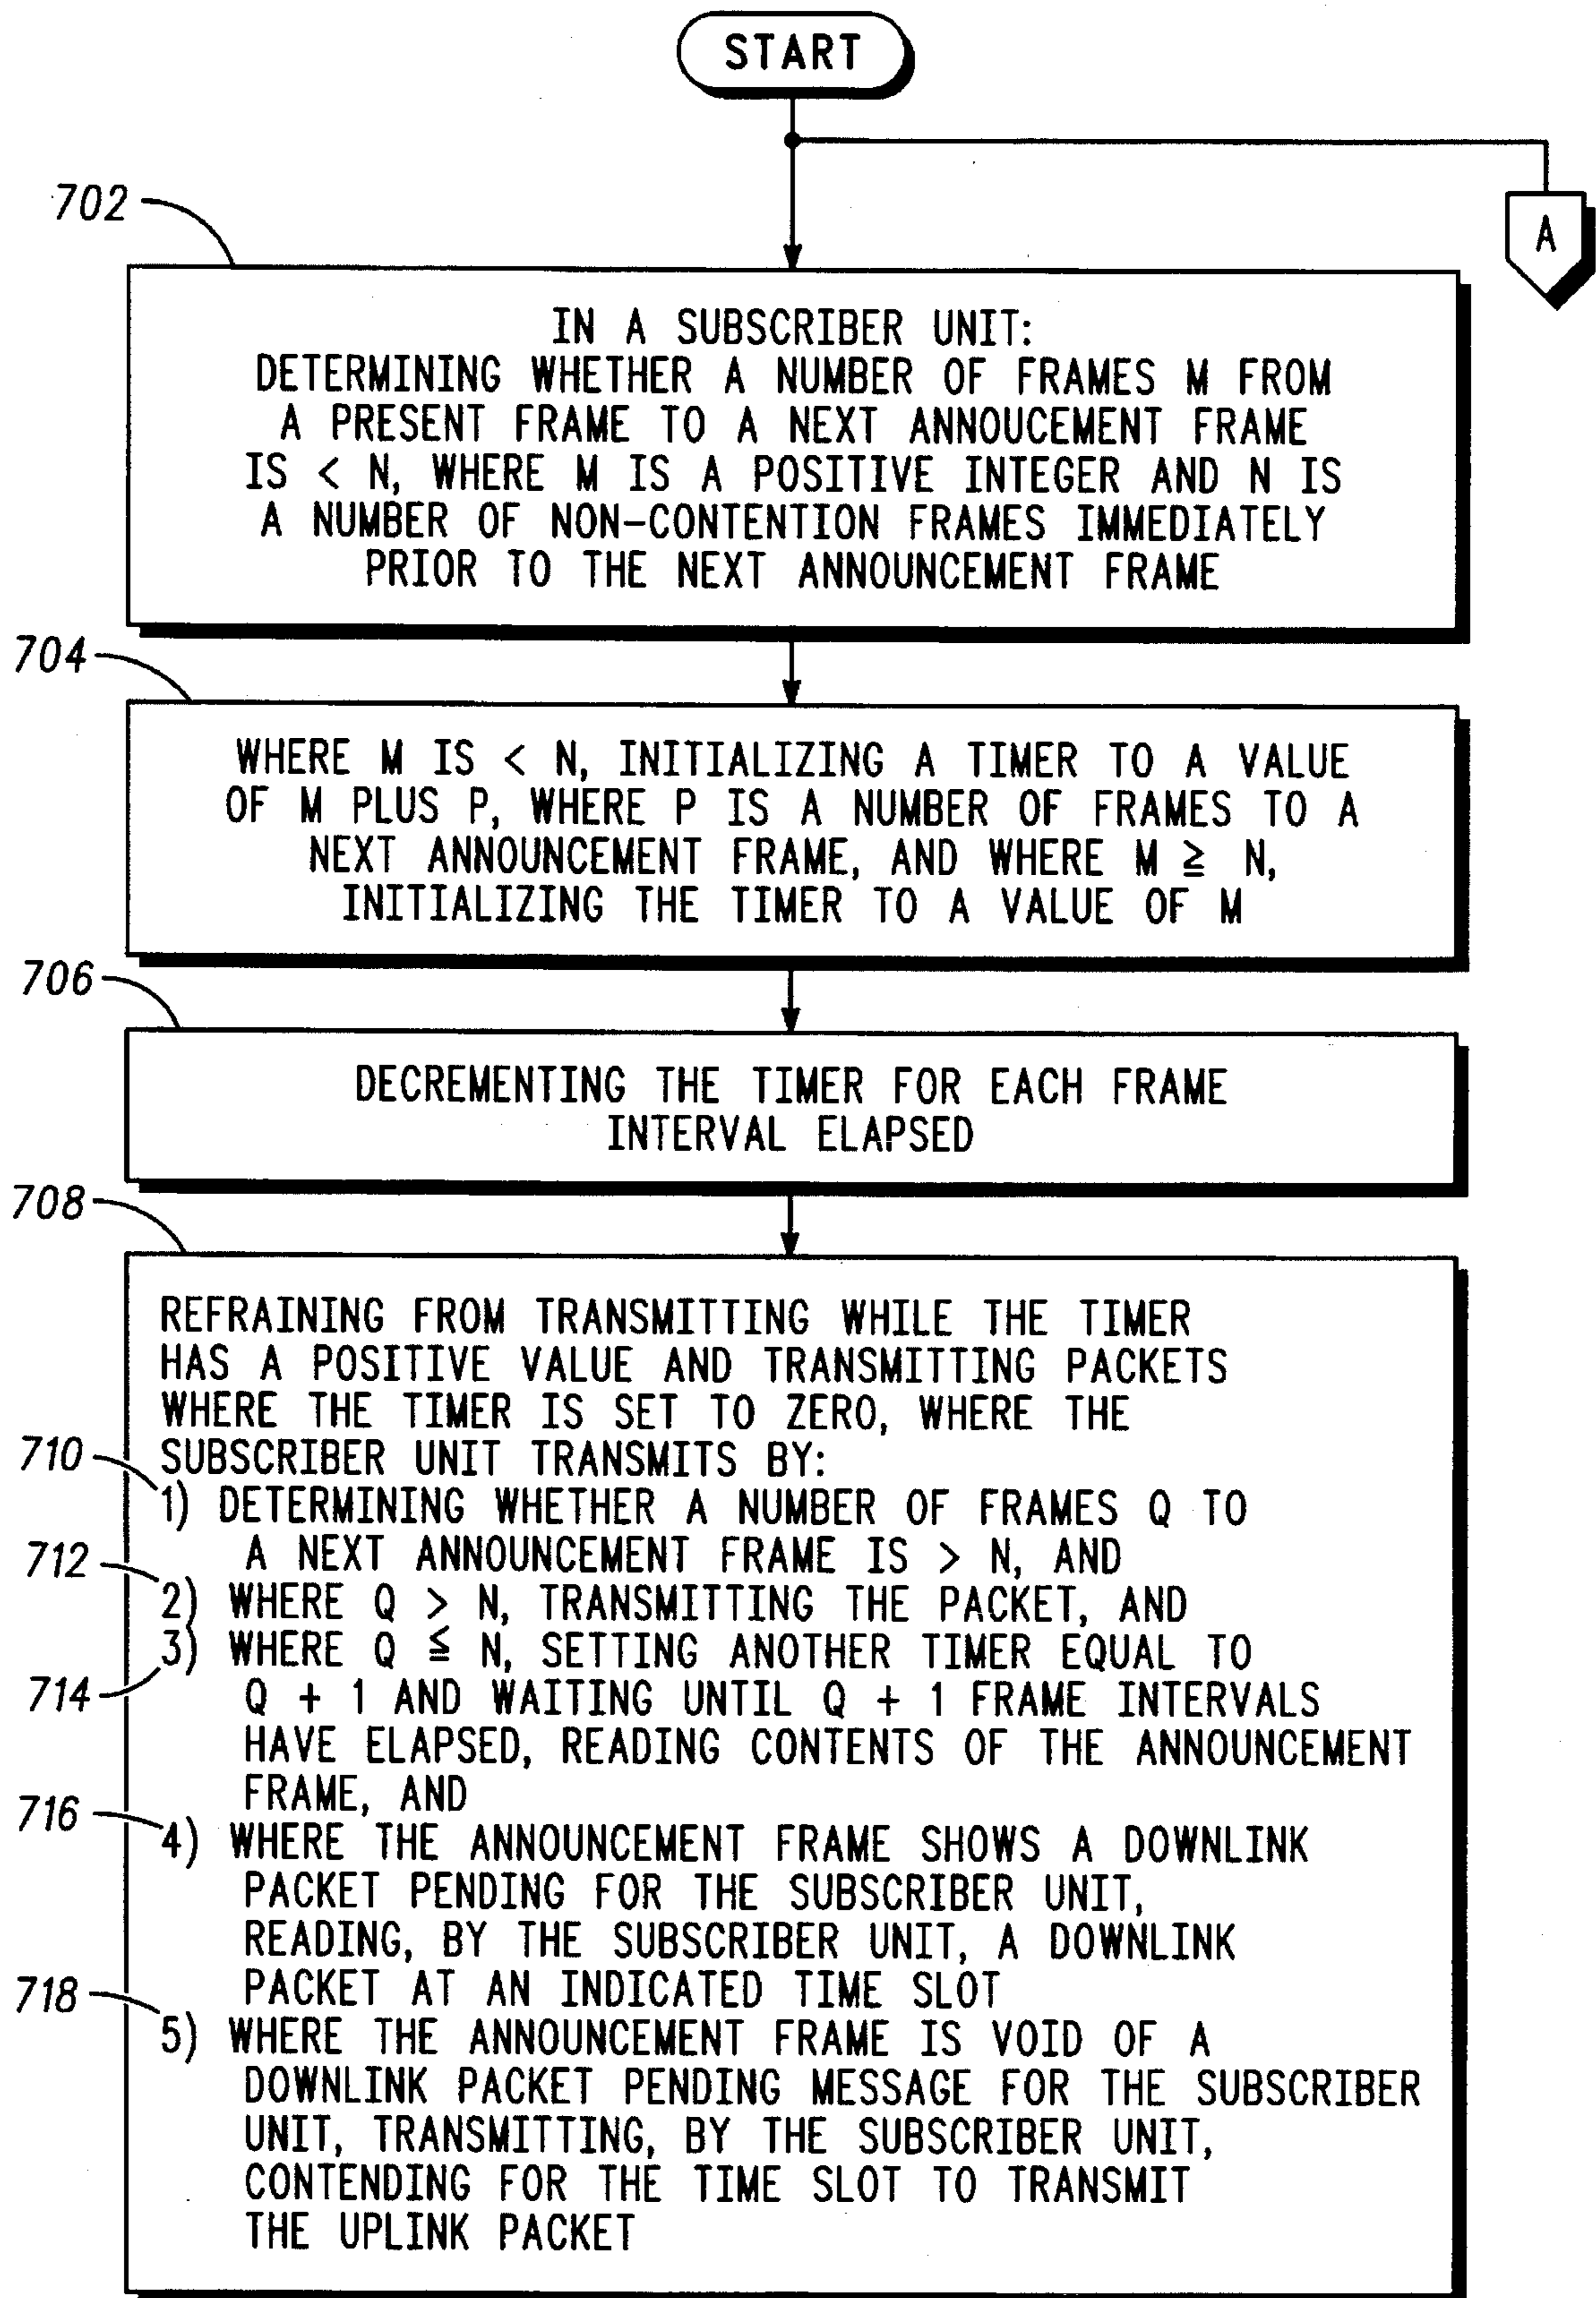 START
A
702
IN A SUBSCRIBER UNIT:
DETERMINING WHETHER A NUMBER OF FRAMES M FROM
A PRESENT FRAME TO A NEXT ANNOUCEMENT FRAME
IS < N, WHERE M IS A POSITIVE INTEGER AND N IS
A NUMBER OF NON-CONTENTION FRAMES IMMEDIATELY
PRIOR TO THE NEXT ANNOUNCEMENT FRAME
704
WHERE M IS < N, INITIALIZING A TIMER TO A VALUE
OF M PLUS P, WHERE P IS A NUMBER OF FRAMES TO A
NEXT ANNOUNCEMENT FRAME, AND WHERE M ≧ N,
INITIALIZING THE TIMER TO A VALUE OF M
706
DECREMENTING THE TIMER FOR EACH FRAME
INTERVAL ELAPSED
708
REFRAINING FROM TRANSMITTING WHILE THE TIMER
HAS A POSITIVE VALUE AND TRANSMITTING PACKETS
WHERE THE TIMER IS SET TO ZERO, WHERE THE
SUBSCRIBER UNIT TRANSMITS BY:
710
1) DETERMINING WHETHER A NUMBER OF FRAMES Q TO
A NEXT ANNOUNCEMENT FRAME IS > N, AND
712
2) WHERE Q > N, TRANSMITTING THE PACKET, AND
3) WHERE Q ≦ N, SETTING ANOTHER TIMER EQUAL TO
714
Q + 1 AND WAITING UNTIL Q + 1 FRAME INTERVALS
HAVE ELAPSED, READING CONTENTS OF THE ANNOUNCEMENT
FRAME, AND
716
4) WHERE THE ANNOUNCEMENT FRAME SHOWS A DOWNLINK
PACKET PENDING FOR THE SUBSCRIBER UNIT,
READING, BY THE SUBSCRIBER UNIT, A DOWNLINK
PACKET AT AN INDICATED TIME SLOT
718
5) WHERE THE ANNOUNCEMENT FRAME IS VOID OF A
DOWNLINK PACKET PENDING MESSAGE FOR THE SUBSCRIBER
UNIT, TRANSMITTING, BY THE SUBSCRIBER UNIT,
CONTENDING FOR THE TIME SLOT TO TRANSMIT
THE UPLINK PACKET